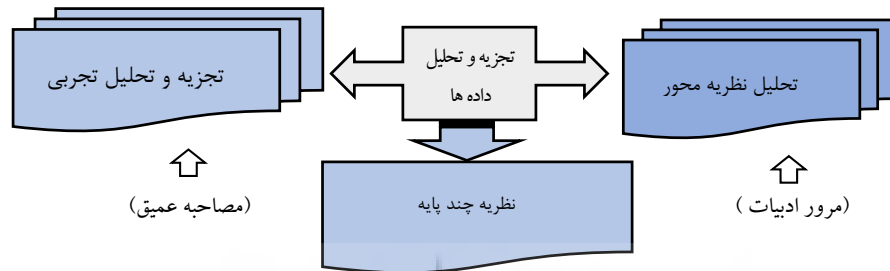 تجزیه و تحلیل
داده ها
تحلیل نظریه محور
تجزیه و تحلیل تجربی
(مرور ادبیات )
نظریه چند پایه
(مصاحبه عمیق)